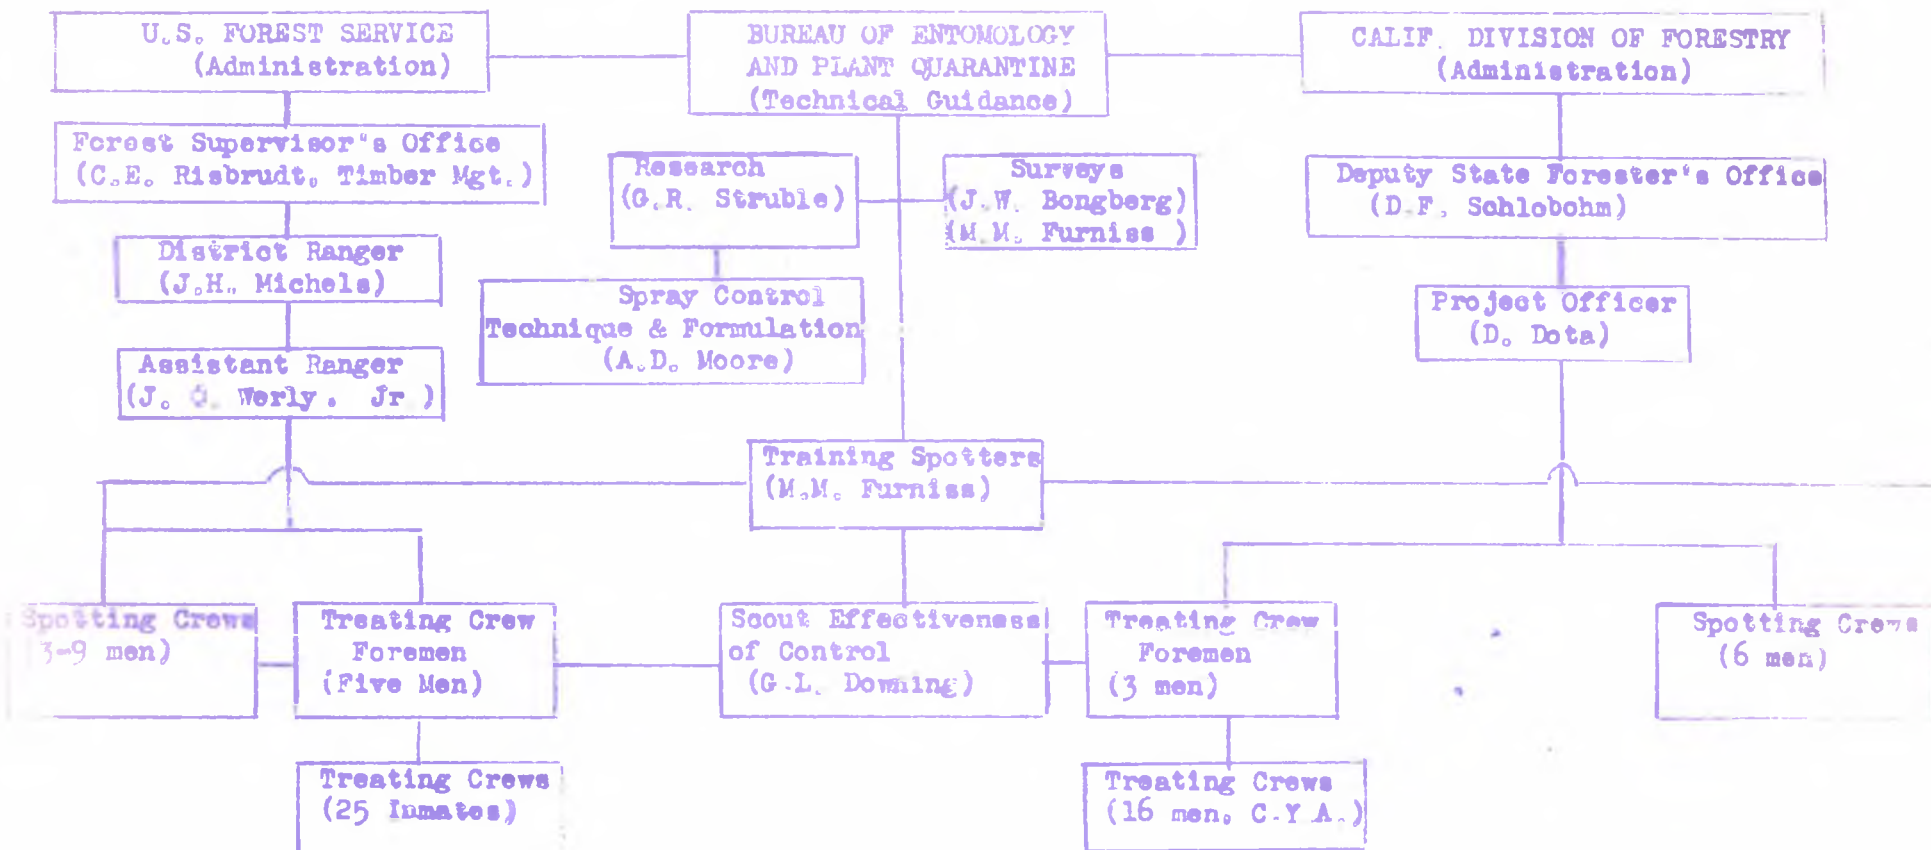 U.S. FOREST SERVICE
(Administration)
BUREAU OF ENTOMOLOGY
AND PLANT QUARANTINE
(Technical Guidance)
CALIF. DIVISION OF FORESTRY
(Administration)
Forest Supervisor's Office
(C.E. Risbrudt, Timber Mgt.)
Research
(G.R. Struble)
Surveys
(J.W. Bongberg)
(M.M. Furniss )
Deputy State Forester's Office
(D.F. Schlobohm)
District Ranger
(J.H. Michels)
Spray Control
Technique & Formulation
(A.D. Moore)
Project Officer
(D. Dota)
Assistant Ranger
(J. Werly, Jr )
Training Spotters
(M.M. Furniss)
Spotting Crews
3-9 men)
Treating Crew
Foremen
(Five Men)
Scout Effectiveness
of Control
(G.L. Downing)
Treating Crew
Foremen
(3 men)
Spotting Crews
(6 men)
Treating Crews
(25 Inmates)
Treating Crews
(16 men, C.Y.A.)